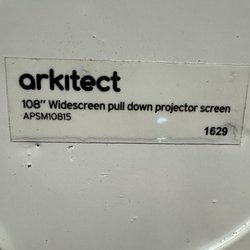 arkitect
108" Widescreen pull down projector screen
APSM10815
1629